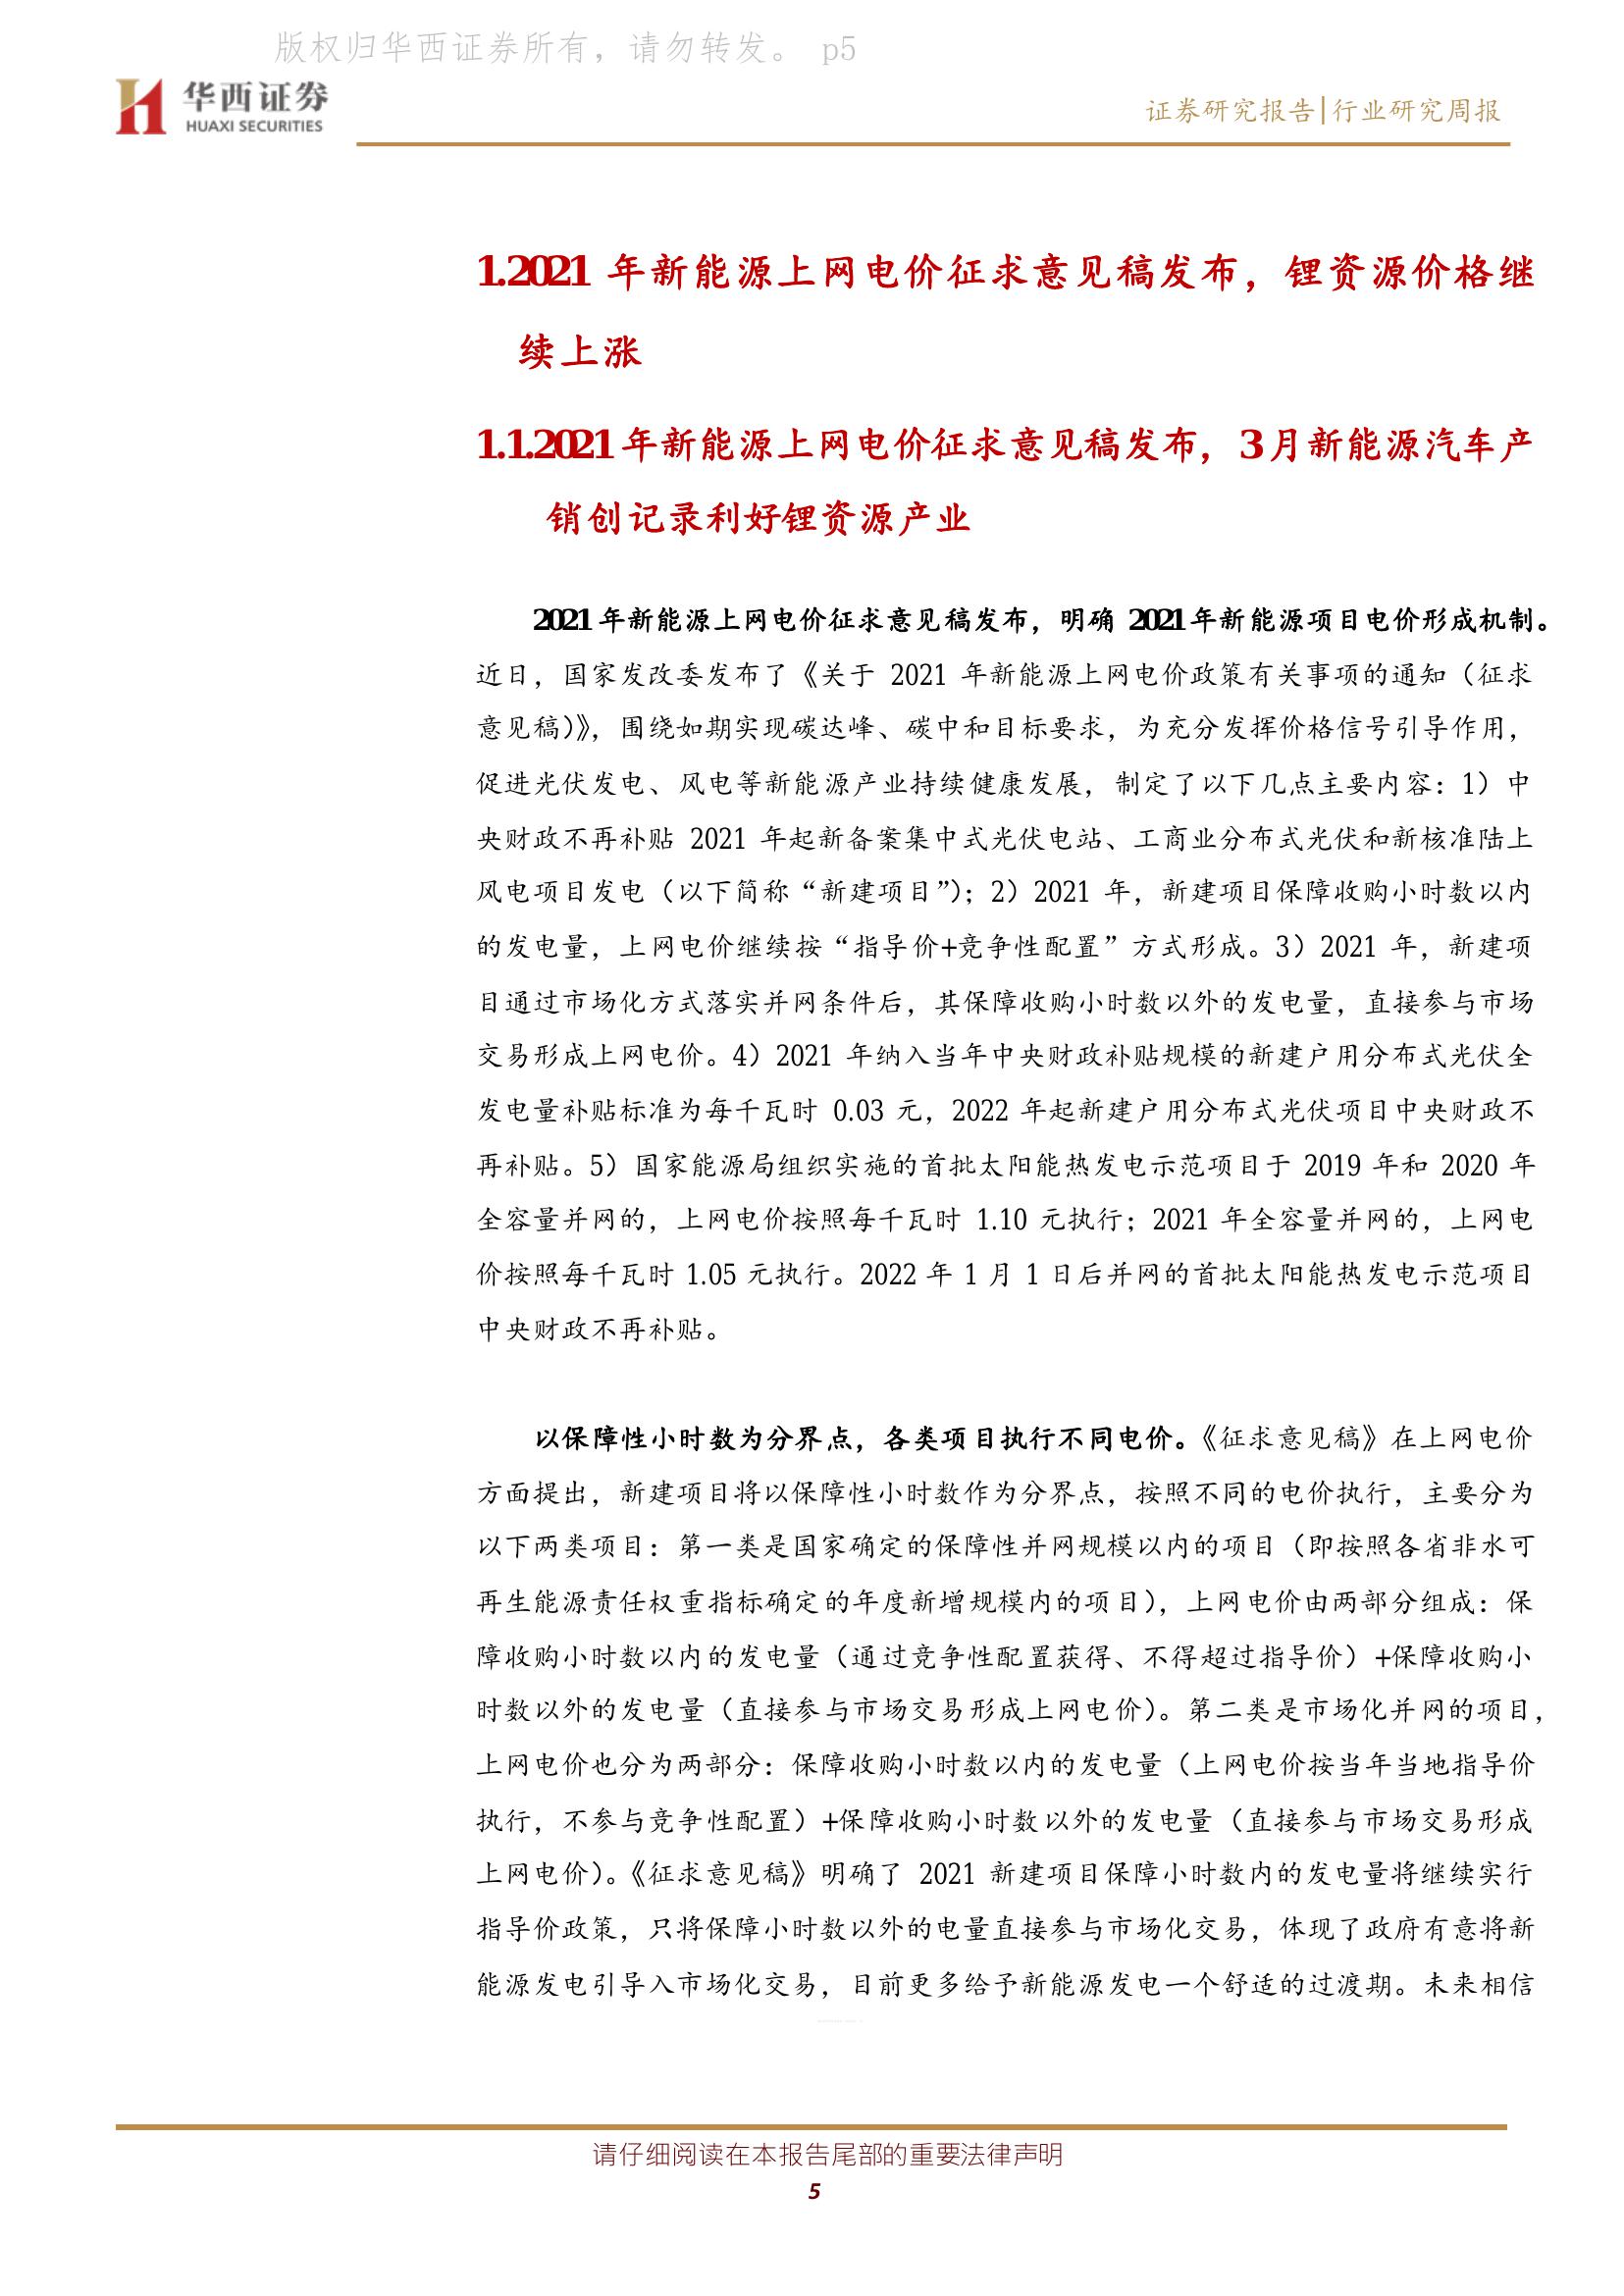 版权归华西证券所有，请勿转发。 p5
华西证券
HUAXI SECURITIES
证券研究报告|行业研究周报
1.2021 年新能源上网电价征求意见稿发布，锂资源价格继
续上涨
1.1.2021 年新能源上网电价征求意见稿发布，3 月新能源汽车产
销创记录利好锂资源产业
2021 年新能源上网电价征求意见稿发布，明确 2021 年新能源项目电价形成机制。
近日，国家发改委发布了《关于 2021 年新能源上网电价政策有关事项的通知（征求
意见稿）》，围绕如期实现碳达峰、碳中和目标要求，为充分发挥价格信号引导作用，
促进光伏发电、风电等新能源产业持续健康发展，制定了以下几点主要内容：1）中
央财政不再补贴 2021 年起新备案集中式光伏电站、工商业分布式光伏和新核准陆上
风电项目发电（以下简称“新建项目”）；2）2021 年，新建项目保障收购小时数以内
的发电量，上网电价继续按“指导价+竞争性配置”方式形成。3）2021 年，新建项
目通过市场化方式落实并网条件后，其保障收购小时数以外的发电量，直接参与市场
交易形成上网电价。4）2021 年纳入当年中央财政补贴规模的新建户用分布式光伏全
发电量补贴标准为每千瓦时 0.03 元，2022 年起新建户用分布式光伏项目中央财政不
再补贴。5）国家能源局组织实施的首批太阳能热发电示范项目于 2019 年和 2020 年
全容量并网的，上网电价按照每千瓦时 1.10 元执行；2021 年全容量并网的，上网电
价按照每千瓦时 1.05 元执行。2022 年 1 月 1 日后并网的首批太阳能热发电示范项目
中央财政不再补贴。
以保障性小时数为分界点，各类项目执行不同电价。《征求意见稿》在上网电价
方面提出，新建项目将以保障性小时数作为分界点，按照不同的电价执行，主要分为
以下两类项目：第一类是国家确定的保障性并网规模以内的项目（即按照各省非水可
再生能源责任权重指标确定的年度新增规模内的项目），上网电价由两部分组成：保
障收购小时数以内的发电量（通过竞争性配置获得、不得超过指导价）+保障收购小
时数以外的发电量（直接参与市场交易形成上网电价）。第二类是市场化并网的项目，
上网电价也分为两部分：保障收购小时数以内的发电量（上网电价按当年当地指导价
执行，不参与竞争性配置）+保障收购小时数以外的发电量（直接参与市场交易形成
上网电价）。《征求意见稿》明确了 2021 新建项目保障小时数内的发电量将继续实行
指导价政策，只将保障小时数以外的电量直接参与市场化交易，体现了政府有意将新
能源发电引导入市场化交易，目前更多给予新能源发电一个舒适的过渡期。未来相信
请仔细阅读在本报告尾部的重要法律声明
5